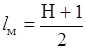 lм = (H + 1) / 2